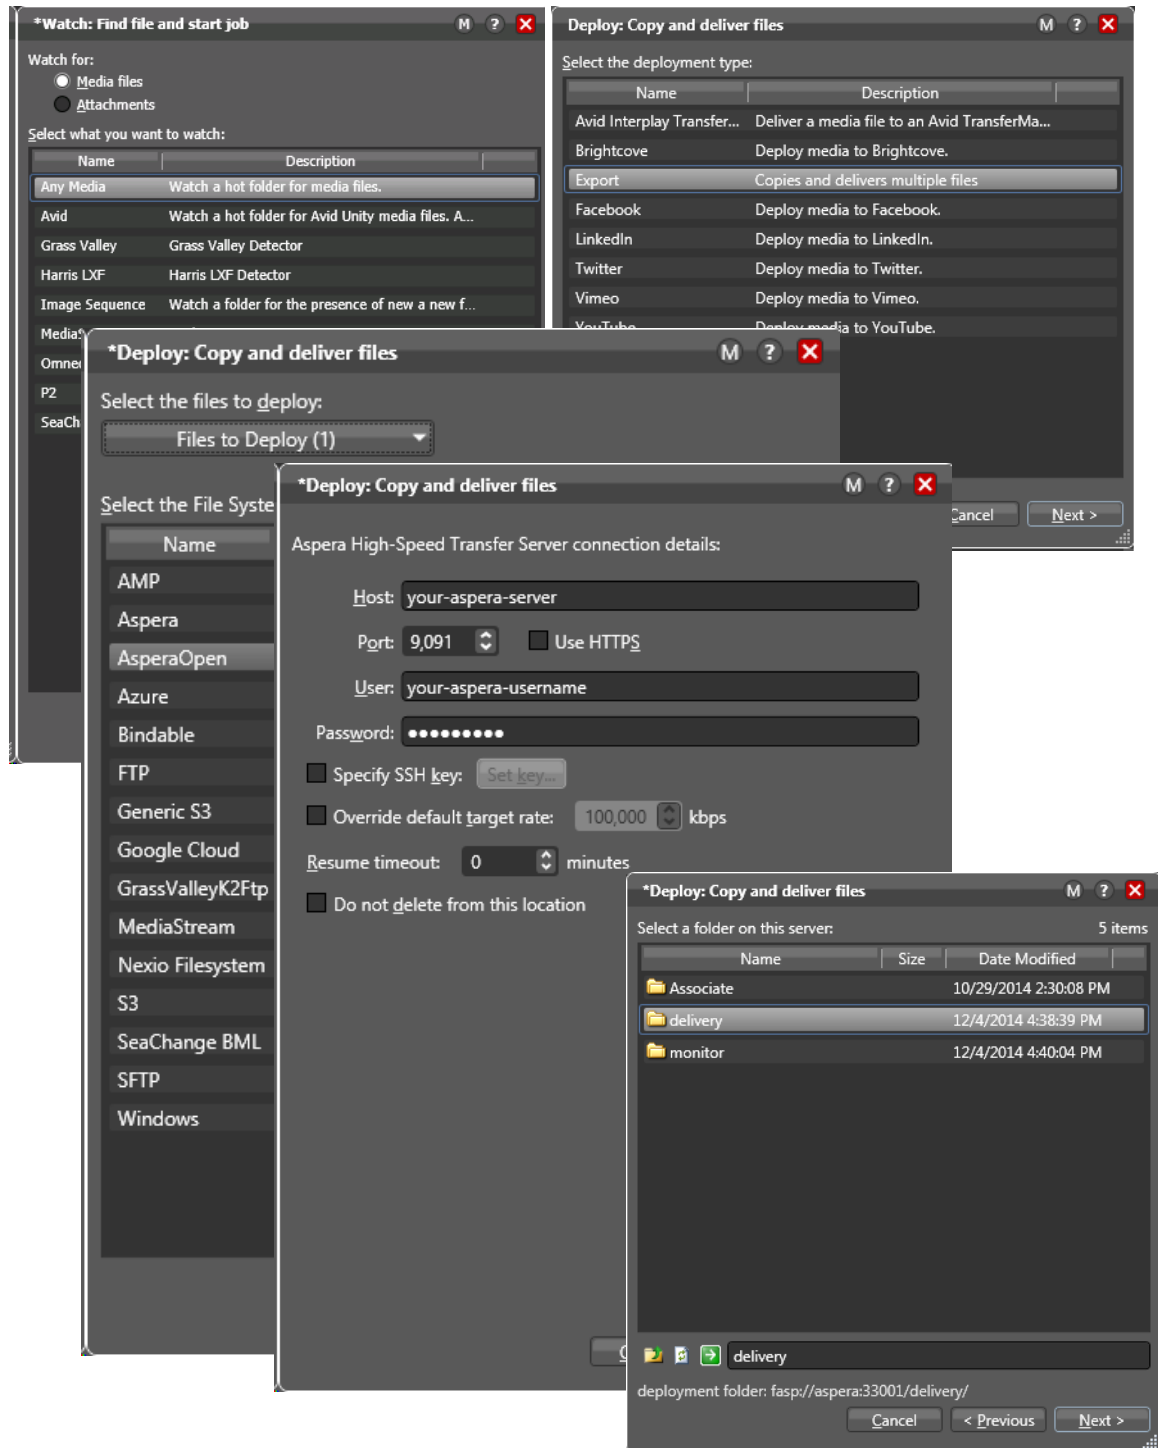 *Watch: Find file and start job
M ?
Watch for:
Media files
Attachments
Select what you want to watch:
Name Description
Any Media Watch a hot folder for media files.
Avid Watch a hot folder for Avid Unity media files. A...
Grass Valley Grass Valley Detector
Harris LXF Harris LXF Detector
Image Sequence Watch a folder for the presence of new a new f...
P2
Deploy: Copy and deliver files
M ?
Select the deployment type:
Name Description
Avid Interplay Transfer... Deliver a media file to an Avid TransferMa...
Brightcove Deploy media to Brightcove.
Export Copies and delivers multiple files
Facebook Deploy media to Facebook.
LinkedIn Deploy media to LinkedIn.
Twitter Deploy media to Twitter.
Vimeo Deploy media to Vimeo.
YouTube Deploy media to YouTube.
Cancel Next >
*Deploy: Copy and deliver files
M ?
Select the files to deploy:
Files to Deploy (1)
Select the File Syste
Name
AMP
Aspera
AsperaOpen
Azure
Bindable
FTP
Generic S3
Google Cloud
GrassValleyK2Ftp
MediaStream
Nexio Filesystem
S3
SeaChange BML
SFTP
Windows
*Deploy: Copy and deliver files
M ?
Aspera High-Speed Transfer Server connection details:
Host: your-aspera-server
Port: 9,091 Use HTTPS
User: your-aspera-username
Password: ●●●●●●●●●
Specify SSH key: Set key...
Override default target rate: 100,000 kbps
Resume timeout: 0 minutes
Do not delete from this location
*Deploy: Copy and deliver files
M ?
Select a folder on this server: 5 items
Name Size Date Modified
Associate 10/29/2014 2:30:08 PM
delivery 12/4/2014 4:38:39 PM
monitor 12/4/2014 4:40:04 PM
delivery
deployment folder: fasp://aspera:33001/delivery/
Cancel < Previous Next >